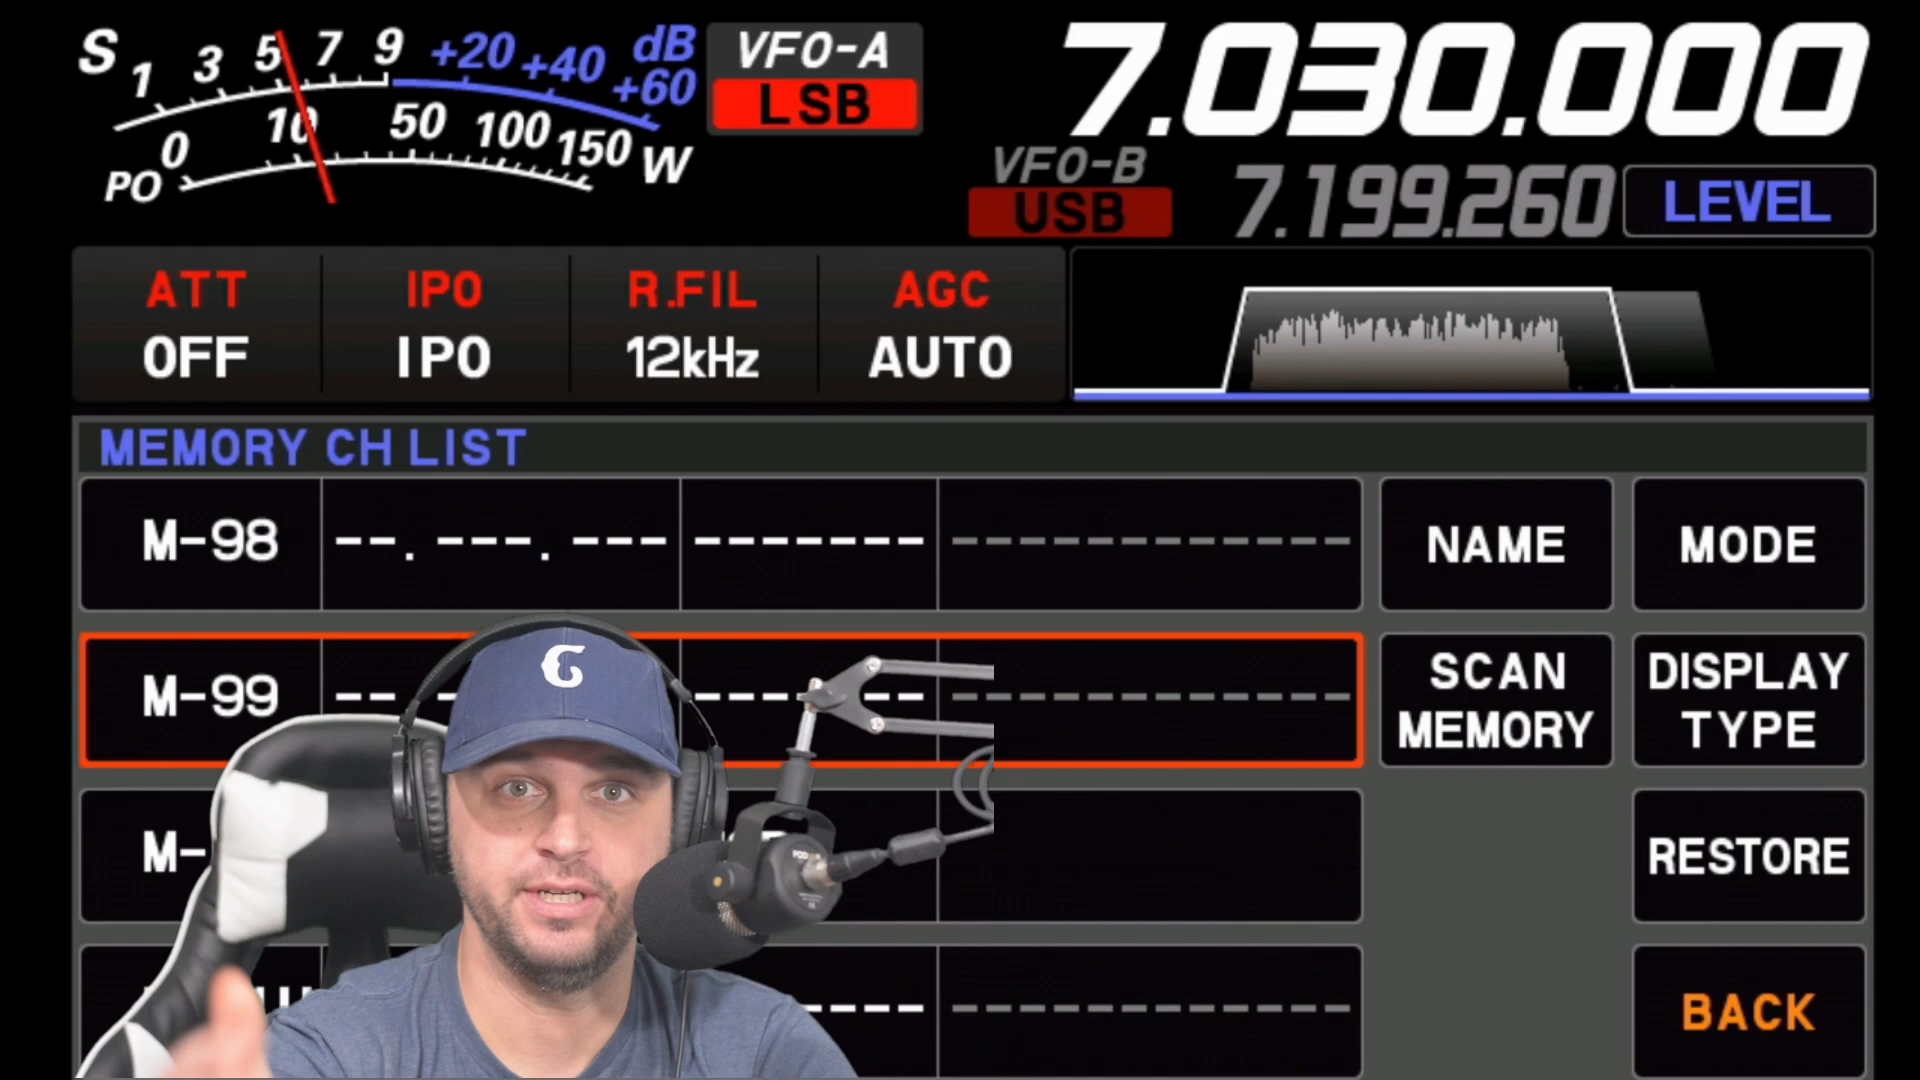 S 1 3 5 7 9 +20 +40 +60 dB
PO 0 10 50 100 150 W
VFO-A
LSB
7.030.000
VFO-B
USB
7.199.260
LEVEL
ATT IPO R.FIL AGC
OFF IPO 12kHz AUTO
MEMORY CH LIST
M-98 --.---.--- ------- ------------
NAME
MODE
M-99
SCAN
MEMORY
DISPLAY
TYPE
M-
RESTORE
BACK
G